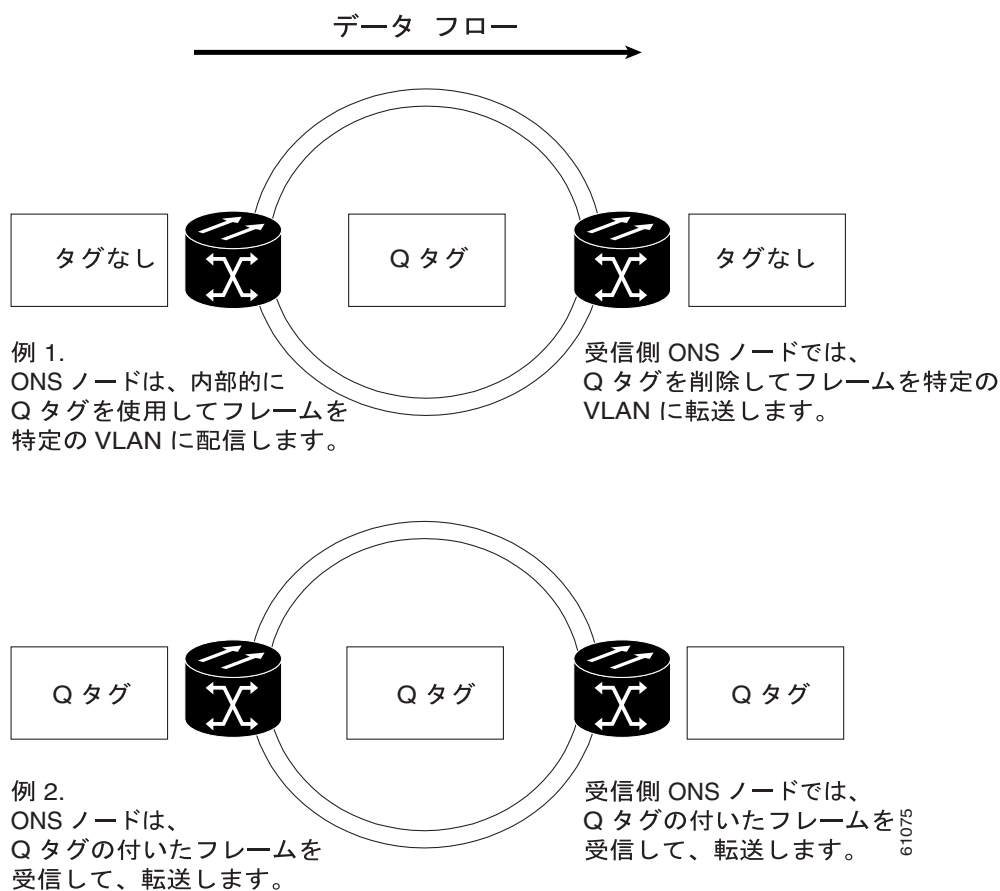 データ フロー
タグなし
Q タグ
タグなし
例 1.
ONS ノードは、内部的に
Q タグを使用してフレームを
特定の VLAN に配信します。
受信側 ONS ノードでは、
Q タグを削除してフレームを特定の
VLAN に転送します。
Q タグ
Q タグ
Q タグ
例 2.
ONS ノードは、
Q タグの付いたフレームを
受信して、転送します。
受信側 ONS ノードでは、
Q タグの付いたフレームを
受信して、転送します。
61075